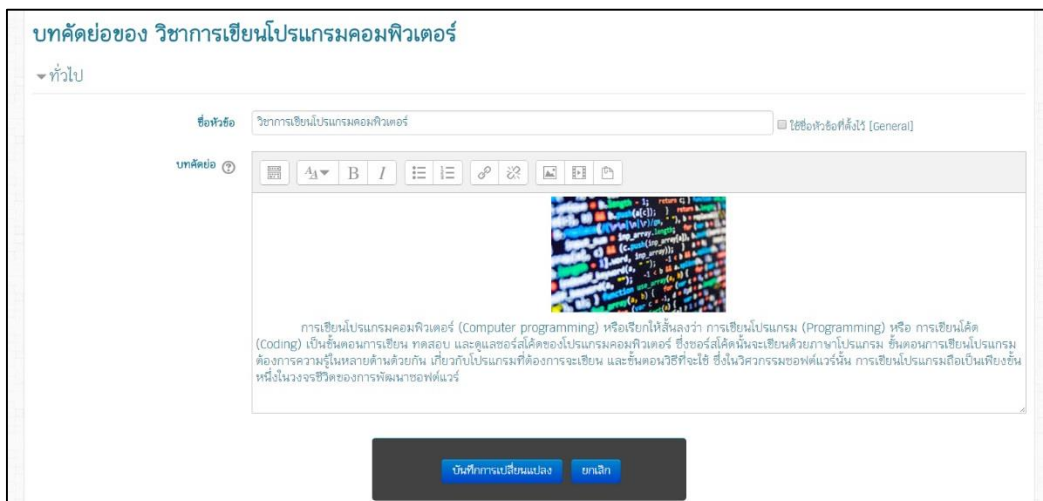 บทคัดย่อของ วิชาการเขียนโปรแกรมคอมพิวเตอร์
ทั่วไป
ชื่อหัวข้อ วิชาการเขียนโปรแกรมคอมพิวเตอร์ ใช้ชื่อหัวข้อที่ตั้งไว้ [General]
บทคัดย่อ
การเขียนโปรแกรมคอมพิวเตอร์ (Computer programming) หรือเรียกให้สั้นลงว่า การเขียนโปรแกรม (Programming) หรือ การเขียนโค้ด
(Coding) เป็นขั้นตอนการเขียน ทดสอบ และดูแลซอร์สโค้ดของโปรแกรมคอมพิวเตอร์ ซึ่งซอร์สโค้ดนั้นจะเขียนด้วยภาษาโปรแกรม ขั้นตอนการเขียนโปรแกรม
ต้องการความรู้ในหลายด้านด้วยกัน เกี่ยวกับโปรแกรมที่ต้องการจะเขียน และขั้นตอนวิธีที่จะใช้ ซึ่งในวิศวกรรมซอฟต์แวร์นั้น การเขียนโปรแกรมถือเป็นเพียงขั้น
หนึ่งในวงจรชีวิตของการพัฒนาซอฟต์แวร์
บันทึกการเปลี่ยนแปลง ยกเลิก